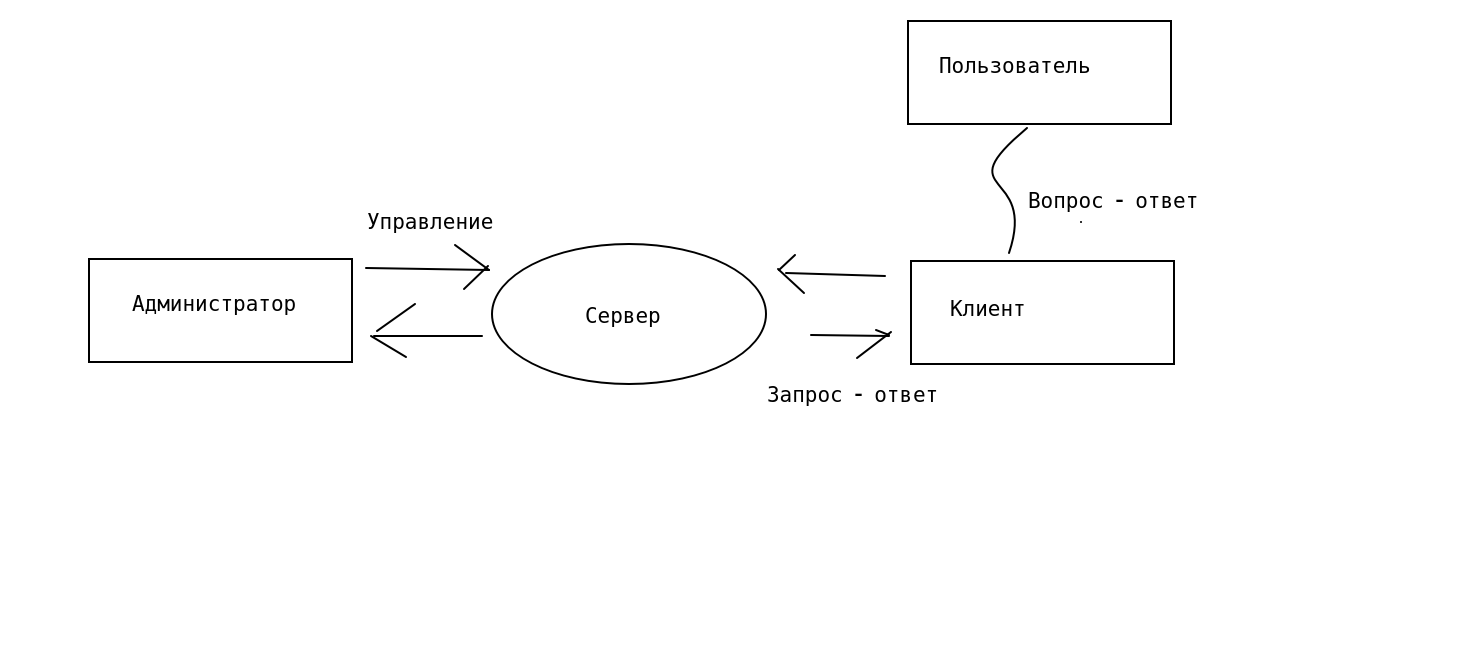 Пользователь
Вопрос - ответ
Управление
Администратор
Сервер
Клиент
Запрос - ответ